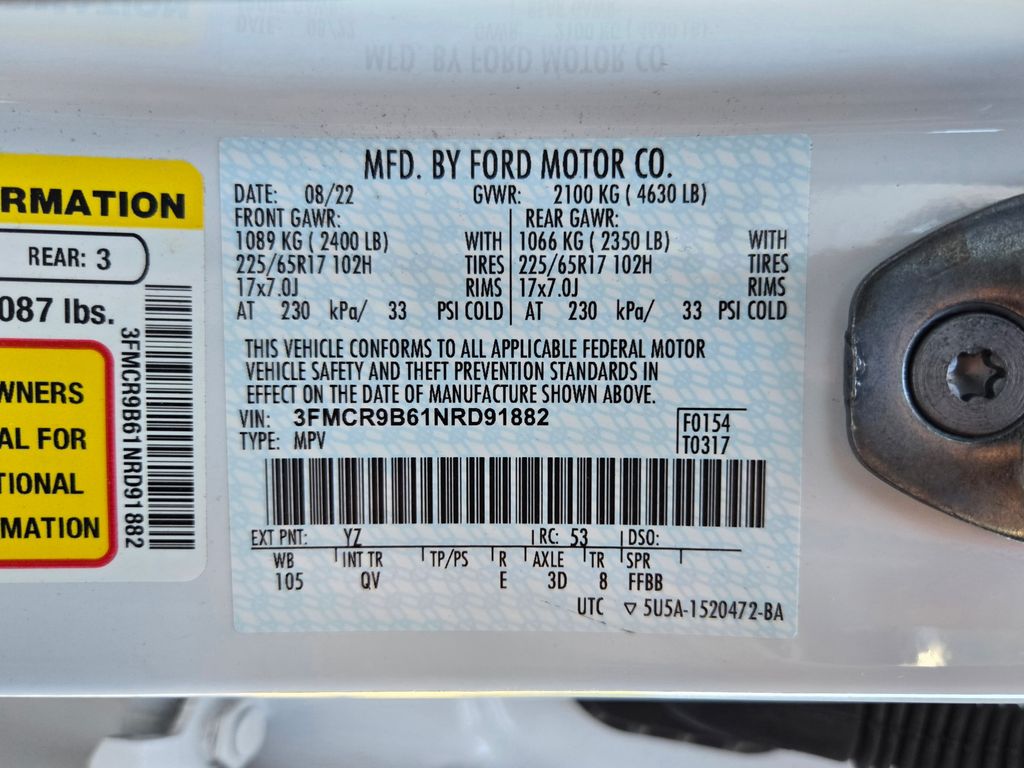 MFD. BY FORD MOTOR CO.
DATE: 08/22 GVWR: 2100 KG ( 4630 LB)
FRONT GAWR: REAR GAWR:
1089 KG ( 2400 LB) WITH 1066 KG ( 2350 LB) WITH
225/65R17 102H TIRES 225/65R17 102H TIRES
17x7.0J RIMS 17x7.0J RIMS
AT 230 kPa/ 33 PSI COLD AT 230 kPa/ 33 PSI COLD
THIS VEHICLE CONFORMS TO ALL APPLICABLE FEDERAL MOTOR
VEHICLE SAFETY AND THEFT PREVENTION STANDARDS IN
EFFECT ON THE DATE OF MANUFACTURE SHOWN ABOVE.
VIN: 3FMCR9B61NRD91882 F0154
TYPE: MPV T0317
EXT PNT: YZ RC: 53 DSO:
WB INT TR TP/PS R AXLE TR SPR
105 QV E 3D 8 FFBB
UTC ▽ 5U5A-1520472-BA
RMATION
REAR: 3
087 lbs.
3FMCR9B61NRD91882
WNERS
AL FOR
TIONAL
MATION